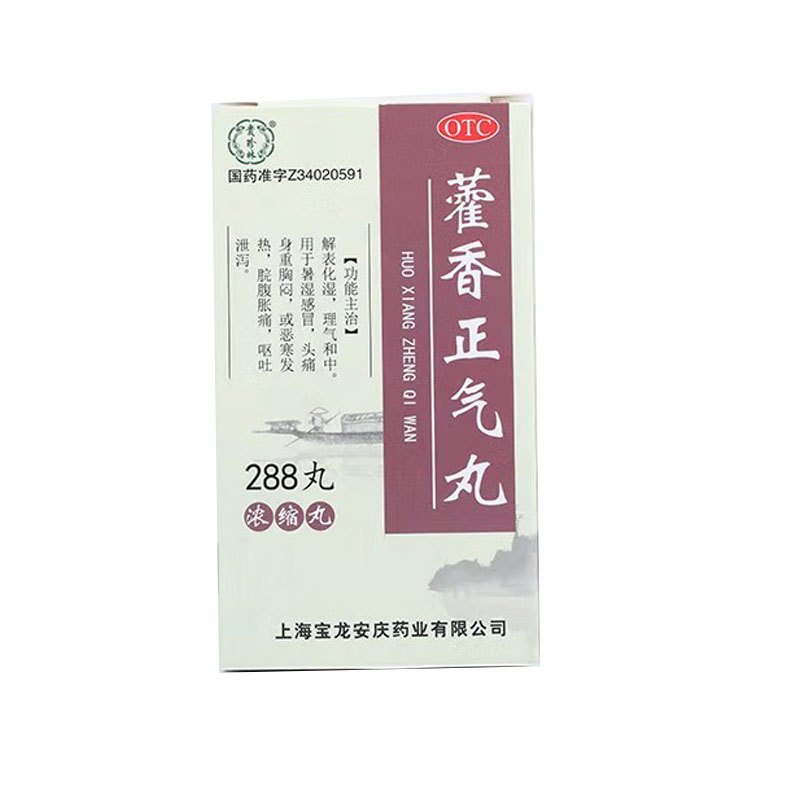 OTC
國珍林®
国药准字Z34020591
藿香正气丸
HUO XIANG ZHENG QI WAN
【功能主治】
解表化湿，理气和中。
用于暑湿感冒，头痛
身重胸闷，或恶寒发
热，脘腹胀痛，呕吐
泄泻。
288丸
浓缩丸
上海宝龙安庆药业有限公司